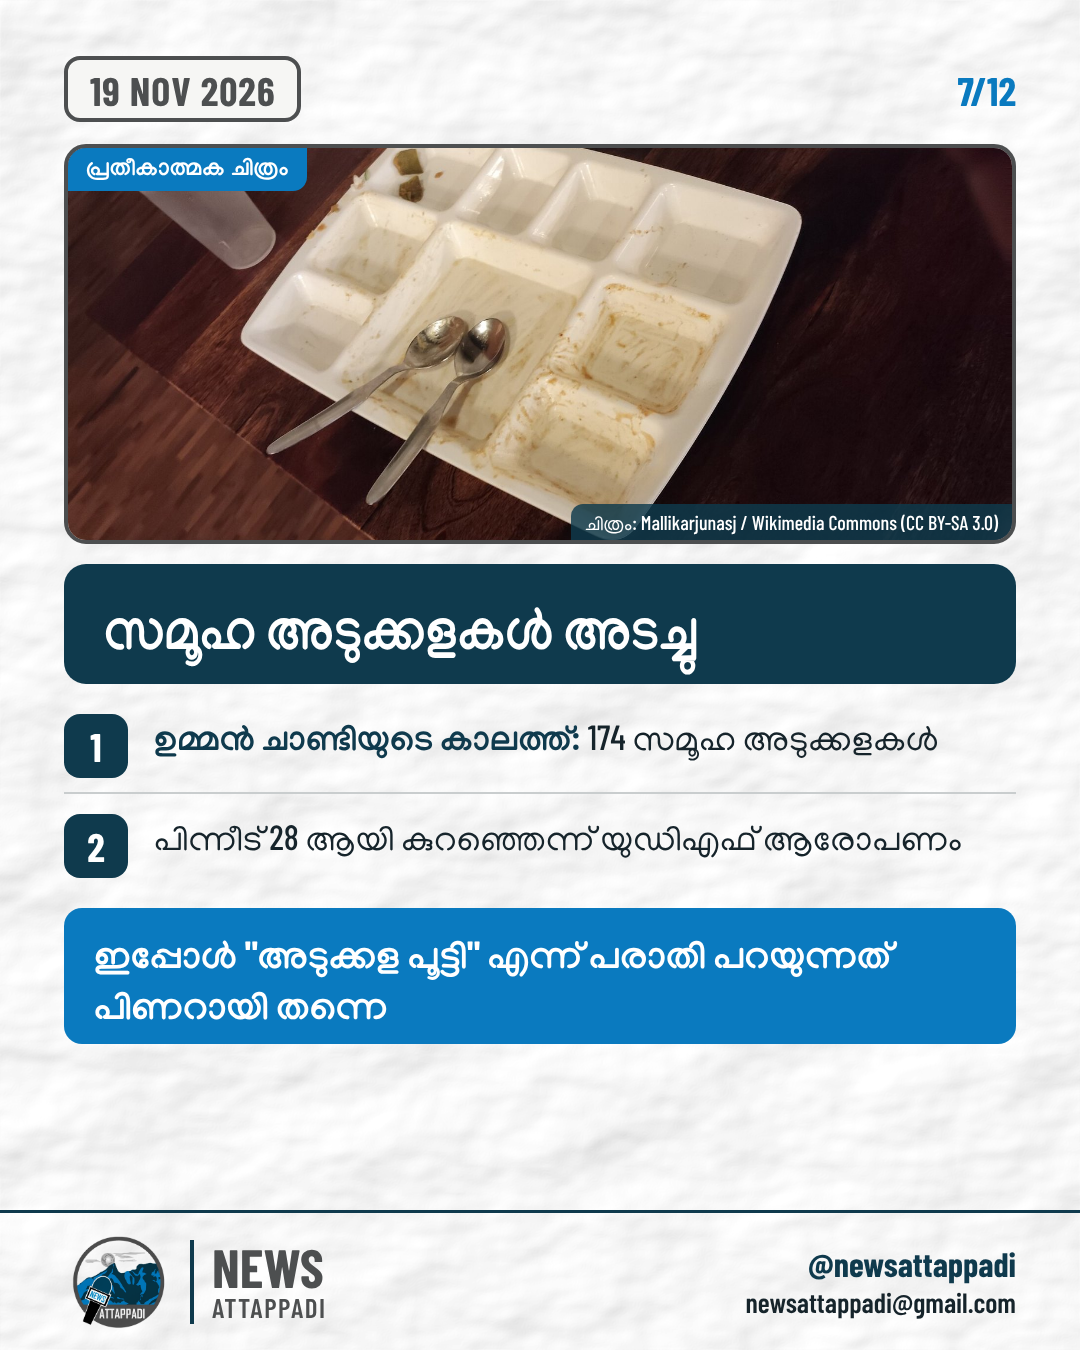 19 NOV 2026
7/12
പ്രതീകാത്മക ചിത്രം
ചിത്രം: Mallikarjunasj / Wikimedia Commons (CC BY-SA 3.0)
സമൂഹ അടുക്കളകൾ അടച്ചു
1
ഉമ്മൻ ചാണ്ടിയുടെ കാലത്ത്: 174 സമൂഹ അടുക്കളകൾ
2
പിന്നീട് 28 ആയി കുറഞ്ഞെന്ന് യുഡിഎഫ് ആരോപണം
ഇപ്പോൾ "അടുക്കള പൂട്ടി" എന്ന് പരാതി പറയുന്നത്
പിണറായി തന്നെ
NEWS
ATTAPPADI
NEWS
ATTAPPADI
@newsattappadi
newsattappadi@gmail.com